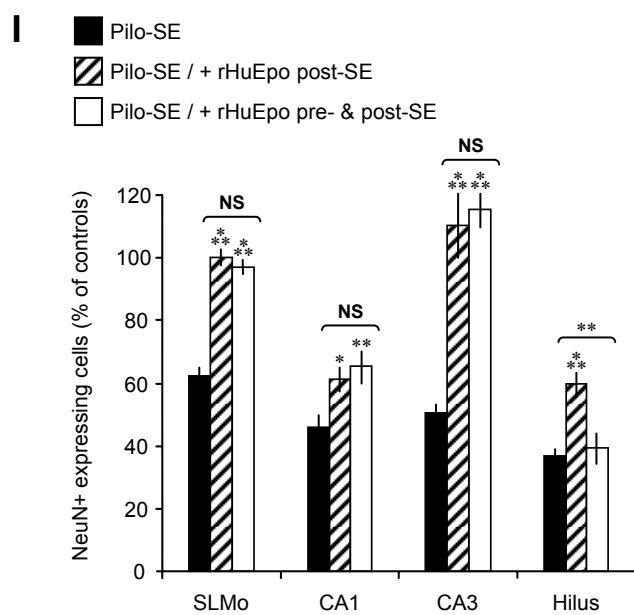 I
Pilo-SE
Pilo-SE / + rHuEpo post-SE
Pilo-SE / + rHuEpo pre- & post-SE
NeuN+ expressing cells (% of controls)
120
100
80
60
40
20
0
NS
*
**
*
**
NS
*
**
NS
*
**
*
**
**
*
**
SLMo
CA1
CA3
Hilus